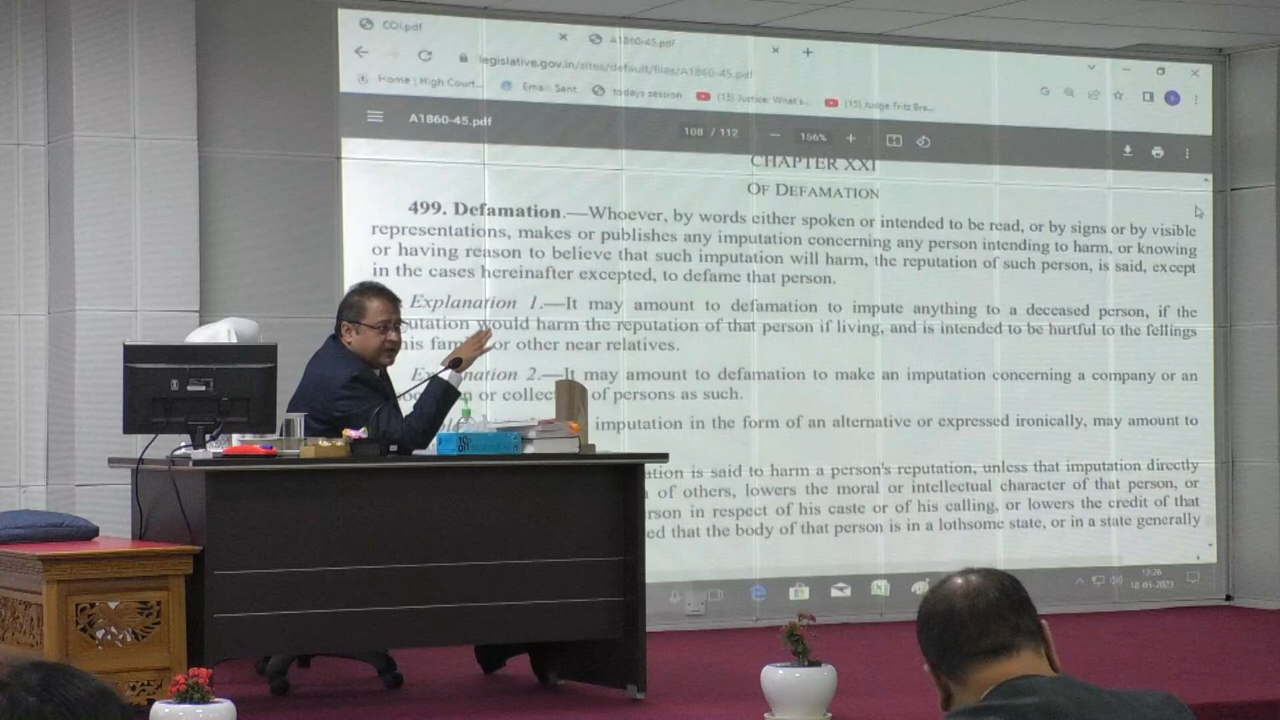 COI.pdf
A1860-45.pdf
legislative.gov.in/sites/default/files/A1860-45.pdf
Home | High Court...
Email Sent
todays session
(15) Justice: What's...
(15) Judge Fritz Bra...
A1860-45.pdf
108 / 112
156%
CHAPTER XXI
OF DEFAMATION
499. Defamation.—Whoever, by words either spoken or intended to be read, or by signs or by visible
representations, makes or publishes any imputation concerning any person intending to harm, or knowing
or having reason to believe that such imputation will harm, the reputation of such person, is said, except
in the cases hereinafter excepted, to defame that person.
Explanation 1.—It may amount to defamation to impute anything to a deceased person, if the
utation would harm the reputation of that person if living, and is intended to be hurtful to the fellings
his family or other near relatives.
2.—It may amount to defamation to make an imputation concerning a company or an
or of persons as such.
imputation in the form of an alternative or expressed ironically, may amount to
ation is said to harm a person's reputation, unless that imputation directly
of others, lowers the moral or intellectual character of that person, or
rson in respect of his caste or of his calling, or lowers the credit of that
ed that the body of that person is in a lothsome state, or in a state generally
18-03-2023